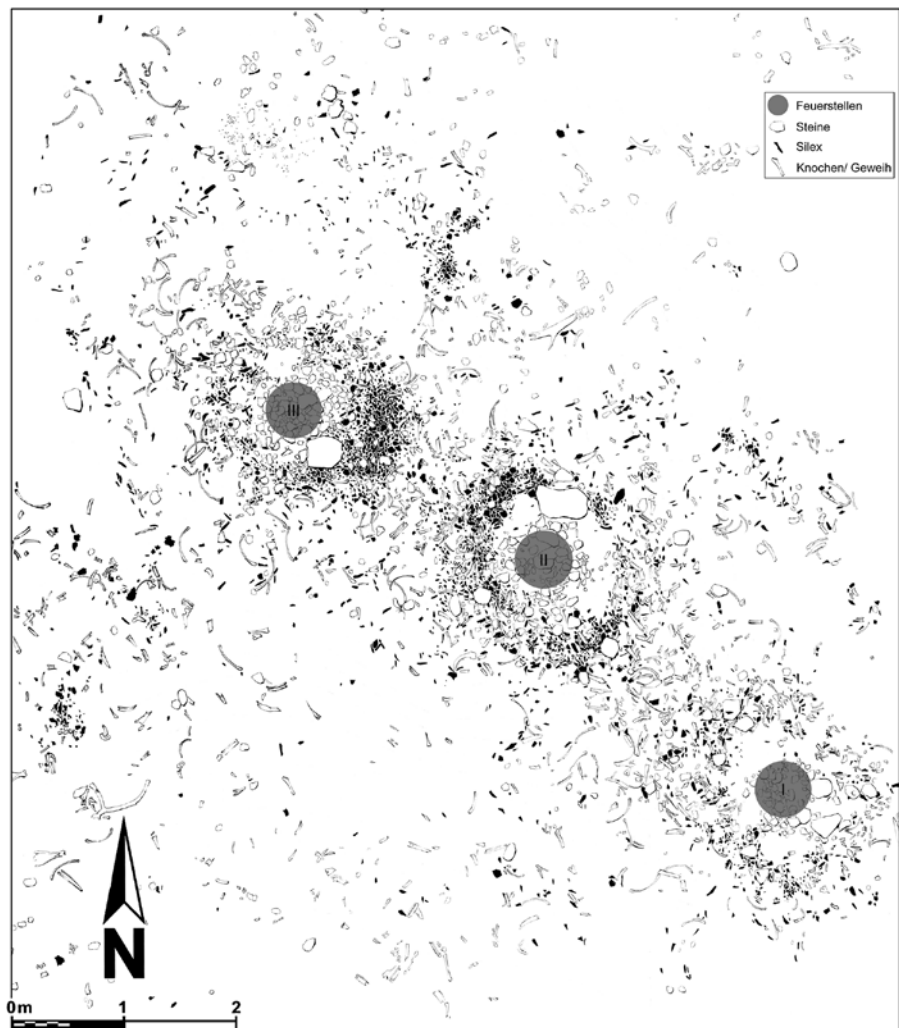 Feuerstellen
Steine
Silex
Knochen/ Geweih
III
II
I
N
0m 1 2